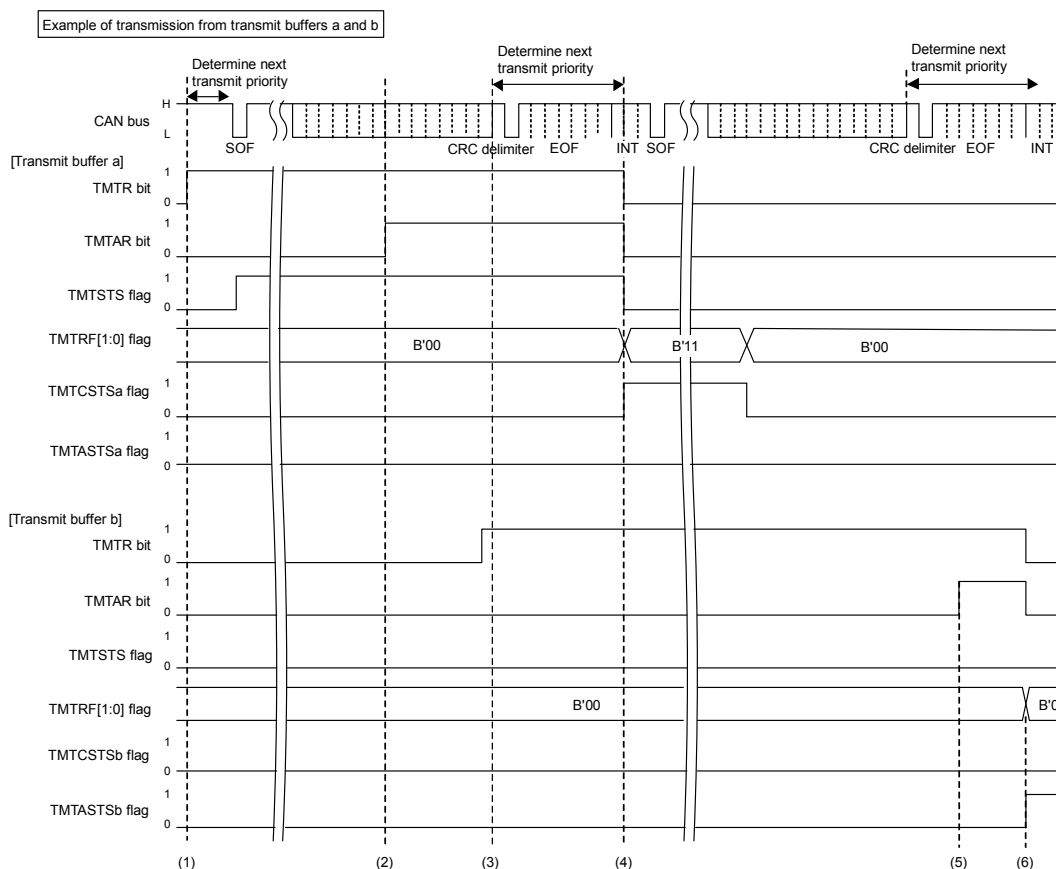 Example of transmission from transmit buffers a and b
Determine next
transmit priority
Determine next
transmit priority
Determine next
transmit priority
H
CAN bus
L
SOF
CRC delimiter
EOF
INT
SOF
CRC delimiter
EOF
INT
[Transmit buffer a]
1
TMTR bit
0
1
TMTAR bit
0
1
TMTSTS flag
0
TMTRF[1:0] flag
B'00
B'11
B'00
1
TMTCSTSa flag
0
1
TMTASTSa flag
0
[Transmit buffer b]
1
TMTR bit
0
1
TMTAR bit
0
1
TMTSTS flag
0
TMTRF[1:0] flag
B'00
1
TMTCSTSb flag
0
1
TMTASTSb flag
0
(1)
(2)
(3)
(4)
(5)
(6)